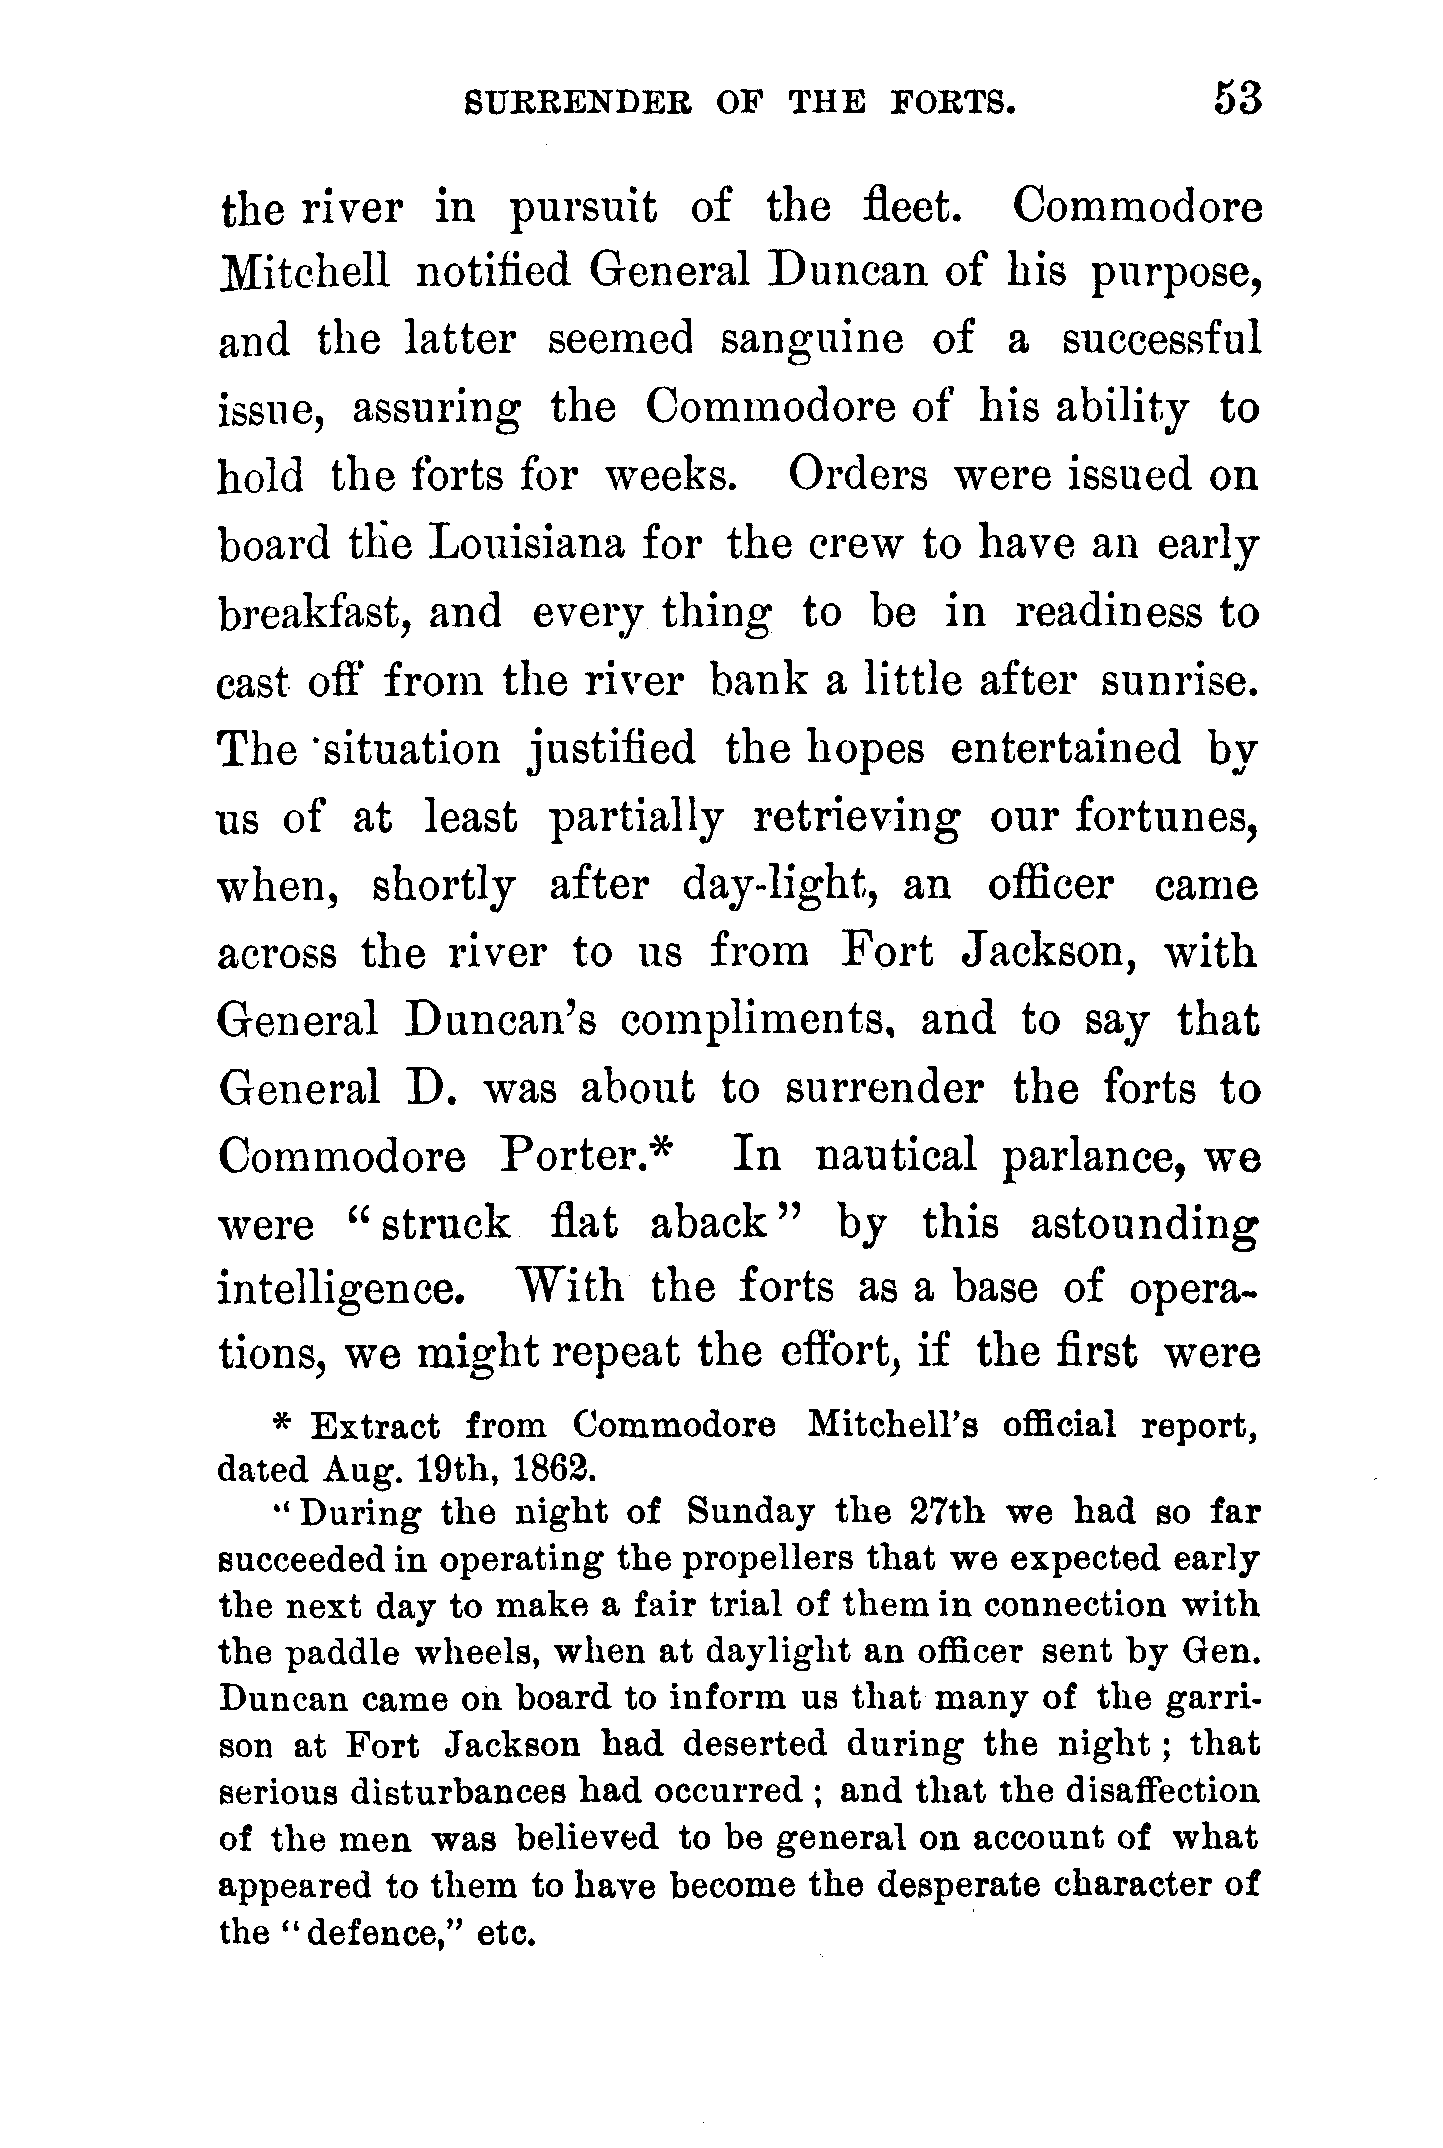 SURRENDER OF THE FORTS. 53
the river in pursuit of the fleet. Commodore
Mitchell notified General Duncan of his purpose,
and the latter seemed sanguine of a successful
issue, assuring the Commodore of his ability to
hold the forts for weeks. Orders were issued on
board the Louisiana for the crew to have an early
breakfast, and every thing to be in readiness to
cast off from the river bank a little after sunrise.
The situation justified the hopes entertained by
us of at least partially retrieving our fortunes,
when, shortly after day-light, an officer came
across the river to us from Fort Jackson, with
General Duncan's compliments, and to say that
General D. was about to surrender the forts to
Commodore Porter.* In nautical parlance, we
were "struck flat aback" by this astounding
intelligence. With the forts as a base of opera-
tions, we might repeat the effort, if the first were
* Extract from Commodore Mitchell's official report,
dated Aug. 19th, 1862.
"During the night of Sunday the 27th we had so far
succeeded in operating the propellers that we expected early
the next day to make a fair trial of them in connection with
the paddle wheels, when at daylight an officer sent by Gen.
Duncan came on board to inform us that many of the garri-
son at Fort Jackson had deserted during the night; that
serious disturbances had occurred; and that the disaffection
of the men was believed to be general on account of what
appeared to them to have become the desperate character of
the "defence," etc.